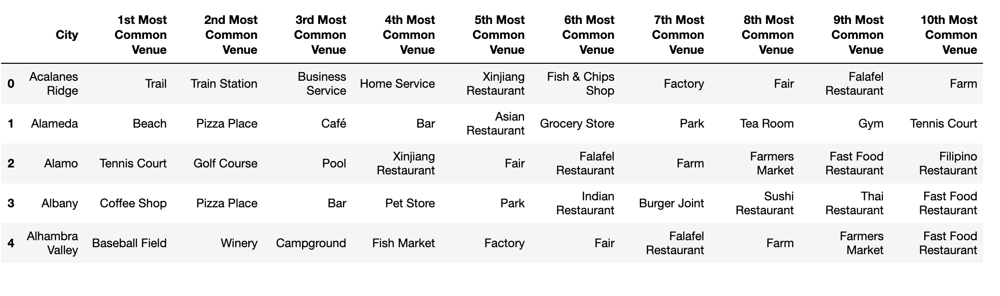 City 1st Most Common Venue 2nd Most Common Venue 3rd Most Common Venue 4th Most Common Venue 5th Most Common Venue 6th Most Common Venue 7th Most Common Venue 8th Most Common Venue 9th Most Common Venue 10th Most Common Venue
0 Acalanes Ridge Trail Train Station Business Service Home Service Xinjiang Restaurant Fish & Chips Shop Factory Fair Falafel Restaurant Farm
1 Alameda Beach Pizza Place Café Bar Asian Restaurant Grocery Store Park Tea Room Gym Tennis Court
2 Alamo Tennis Court Golf Course Pool Xinjiang Restaurant Fair Falafel Restaurant Farm Farmers Market Fast Food Restaurant Filipino Restaurant
3 Albany Coffee Shop Pizza Place Bar Pet Store Park Indian Restaurant Burger Joint Sushi Restaurant Thai Restaurant Fast Food Restaurant
4 Alhambra Valley Baseball Field Winery Campground Fish Market Factory Fair Falafel Restaurant Farm Farmers Market Fast Food Restaurant